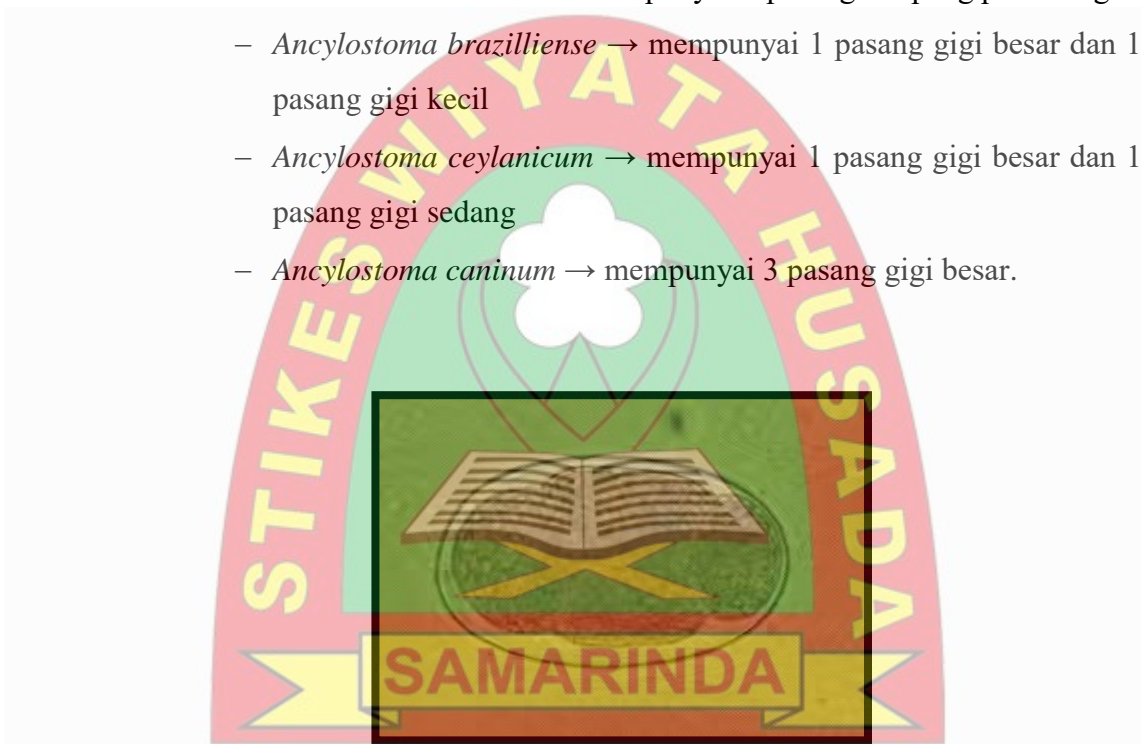 – Ancylostoma brazilliense → mempunyai 1 pasang gigi besar dan 1
pasang gigi kecil
– Ancylostoma ceylanicum → mempunyai 1 pasang gigi besar dan 1
pasang gigi sedang
– Ancylostoma caninum → mempunyai 3 pasang gigi besar.
STIKES WIYATA HUSADA
SAMARINDA